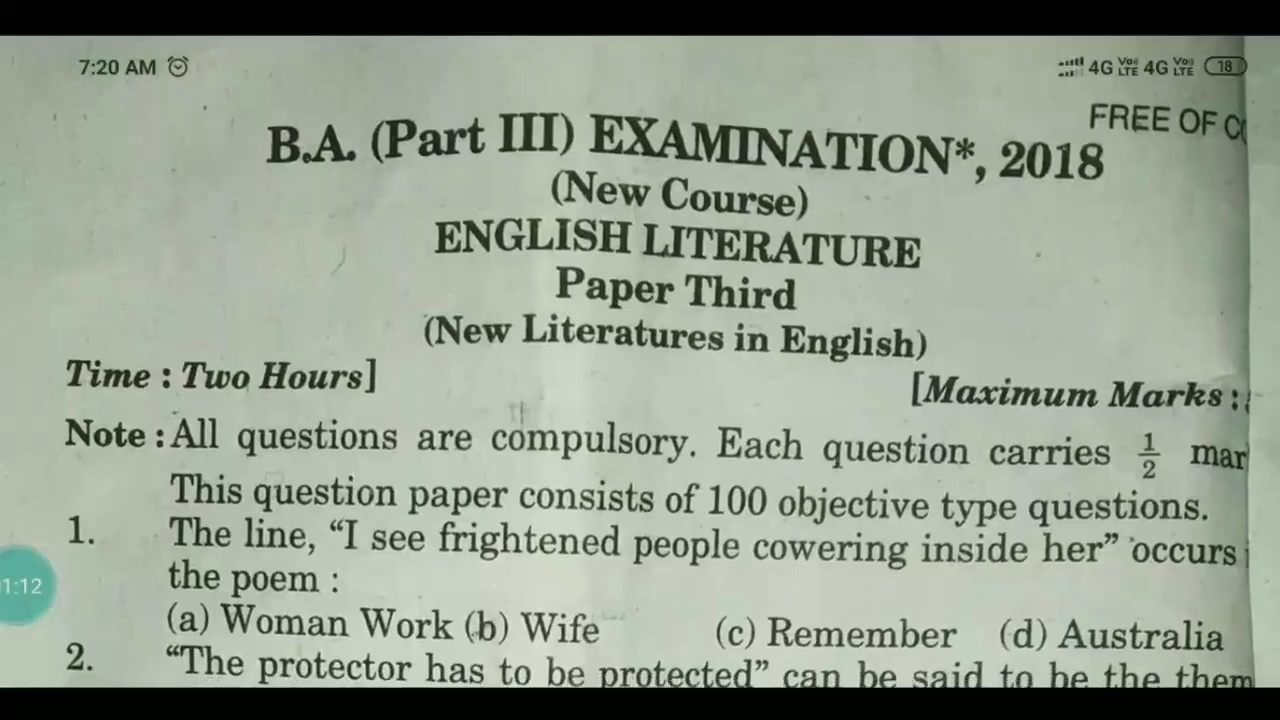 7:20 AM
4G VoLTE 4G VoLTE 18
FREE OF
B.A. (Part III) EXAMINATION*, 2018
(New Course)
ENGLISH LITERATURE
Paper Third
(New Literatures in English)
Time : Two Hours] [Maximum Marks :
Note : All questions are compulsory. Each question carries 1/2 mar
This question paper consists of 100 objective type questions.
1. The line, “I see frightened people cowering inside her” occurs
the poem :
(a) Woman Work (b) Wife (c) Remember (d) Australia
2. “The protector has to be protected” can be said to be the them
1:12